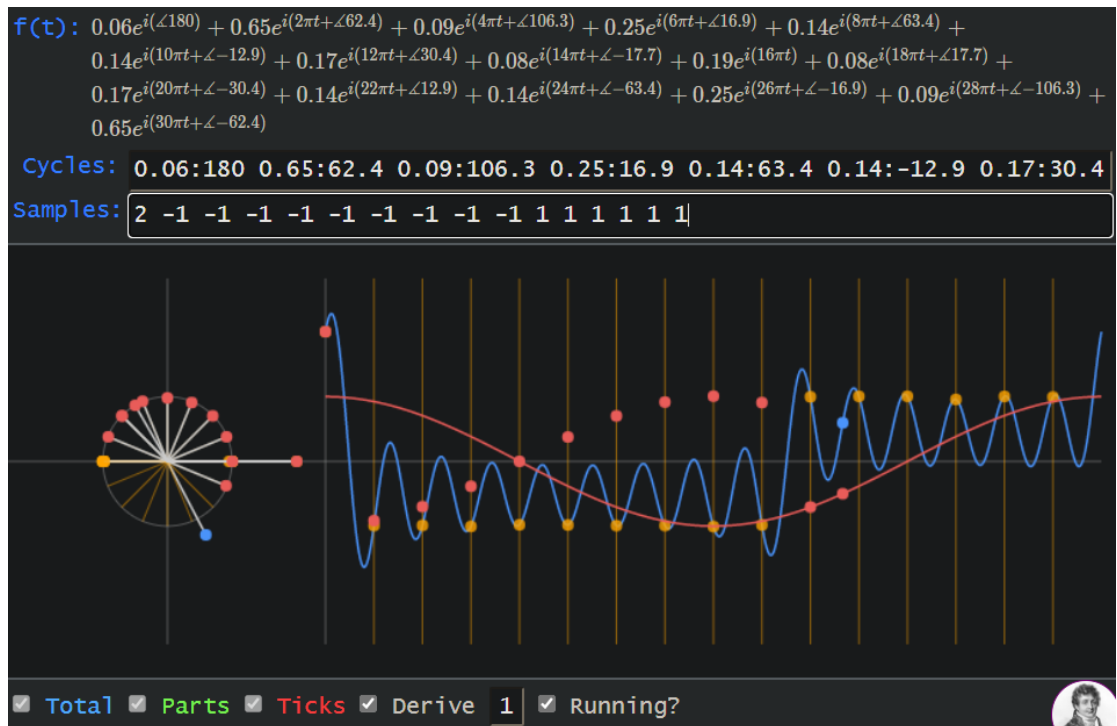 f(t): 0.06e^{i(∡180)} + 0.65e^{i(2πt+∡62.4)} + 0.09e^{i(4πt+∡106.3)} + 0.25e^{i(6πt+∡16.9)} + 0.14e^{i(8πt+∡63.4)} +
0.14e^{i(10πt+∡-12.9)} + 0.17e^{i(12πt+∡30.4)} + 0.08e^{i(14πt+∡-17.7)} + 0.19e^{i(16πt)} + 0.08e^{i(18πt+∡17.7)} +
0.17e^{i(20πt+∡-30.4)} + 0.14e^{i(22πt+∡12.9)} + 0.14e^{i(24πt+∡-63.4)} + 0.25e^{i(26πt+∡-16.9)} + 0.09e^{i(28πt+∡-106.3)} +
0.65e^{i(30πt+∡-62.4)}
Cycles: 0.06:180 0.65:62.4 0.09:106.3 0.25:16.9 0.14:63.4 0.14:-12.9 0.17:30.4
Samples: 2 -1 -1 -1 -1 -1 -1 -1 -1 -1 1 1 1 1 1 1
Total Parts Ticks Derive 1 Running?